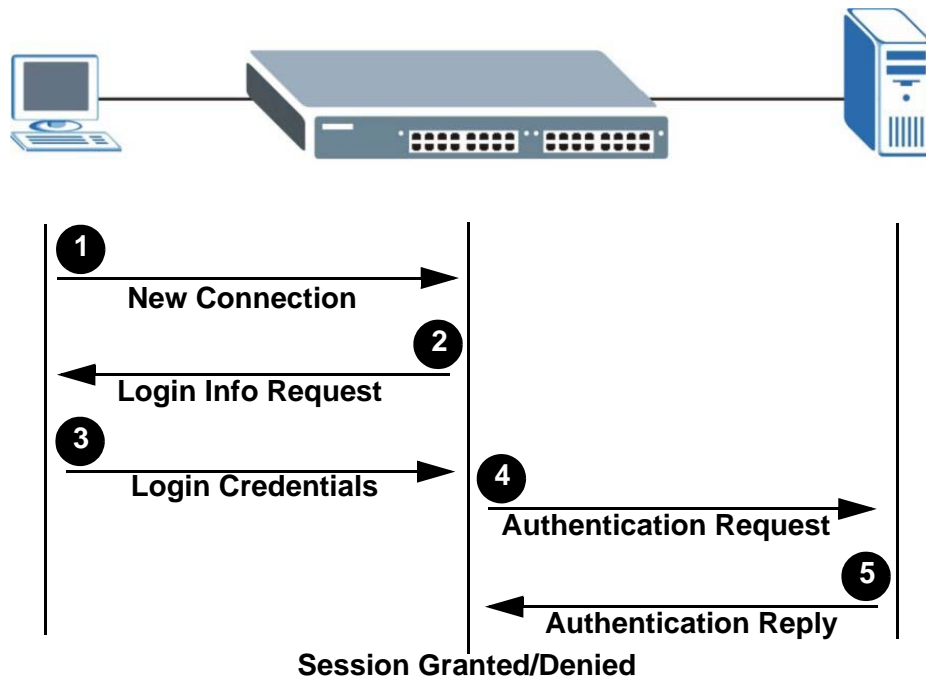 1
New Connection
2
Login Info Request
3
Login Credentials
4
Authentication Request
5
Authentication Reply
Session Granted/Denied